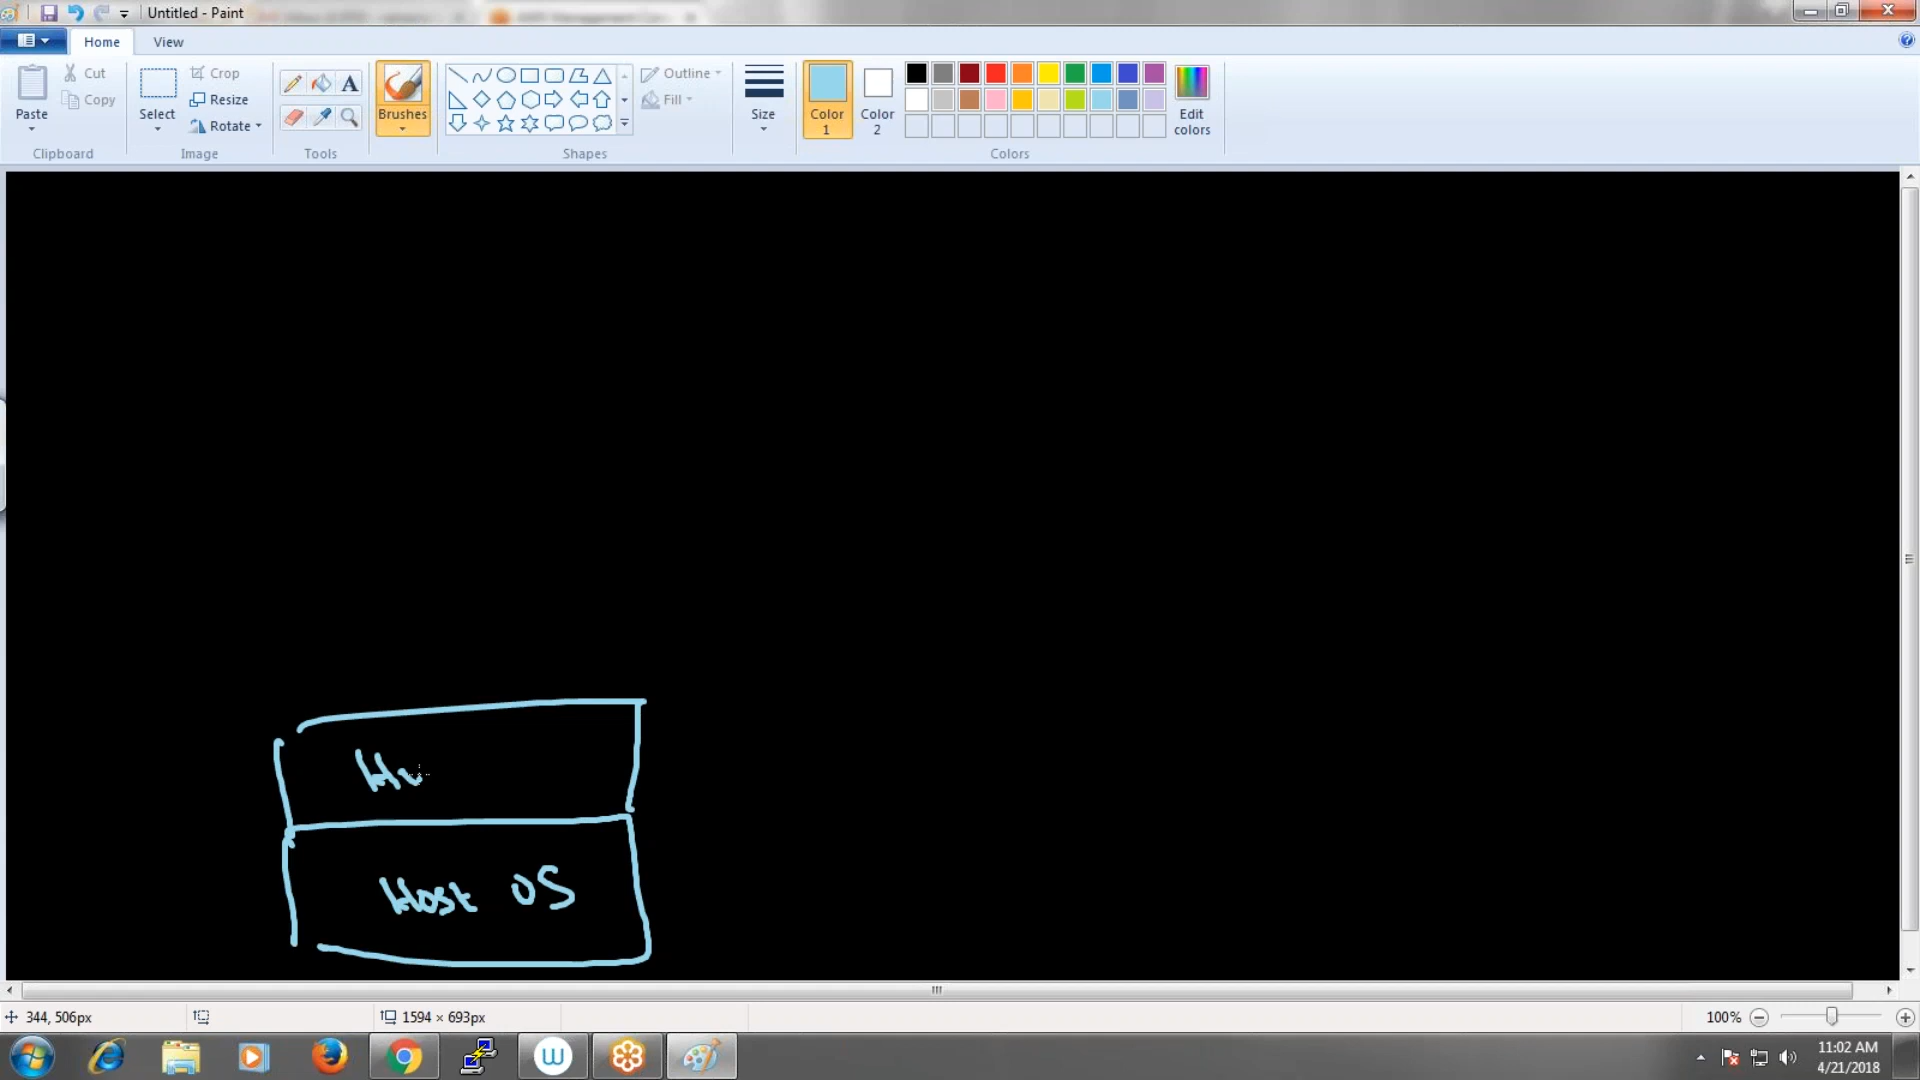 Untitled - Paint
Home View
Cut
Copy
Paste
Clipboard
Select
Crop
Resize
Rotate
Image
Tools
Brushes
Shapes
Outline
Fill
Size
Color 1
Color 2
Edit colors
Colors
Host OS
344, 506px
1594 × 693px
100%
11:02 AM
4/21/2018